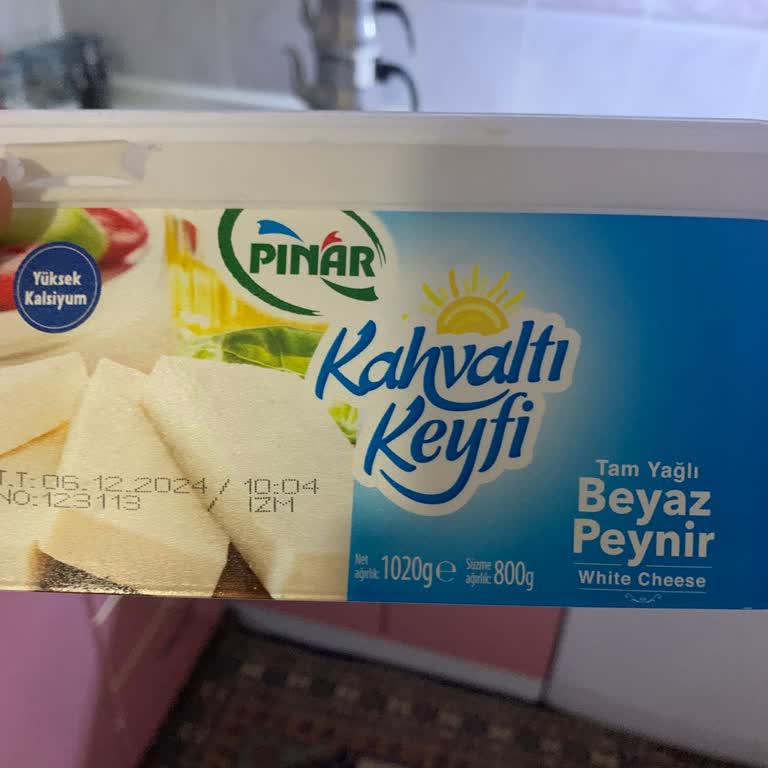 Yüksek
Kalsiyum
PINAR
Kahvaltı
Keyfi
Tam Yağlı
Beyaz
Peynir
White Cheese
T.T: 06.12.2024 / 10:04
NO: 123113 / IZM
Net
ağırlık: 1020g e Süzme
ağırlık: 800g